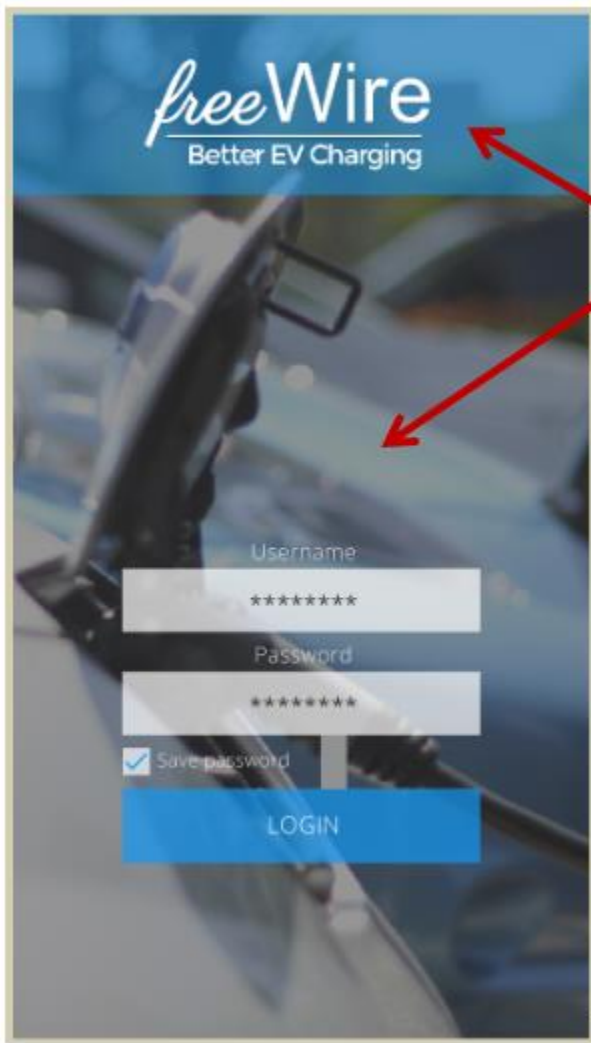 freeWire
Better EV Charging
Username
********
Password
********
Save password
LOGIN